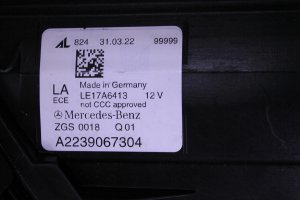 AL 824 31.03.22 99999
Made in Germany
LA LE17A6413 12 V
ECE not CCC approved
Mercedes-Benz
ZGS 0018 Q 01
A2239067304